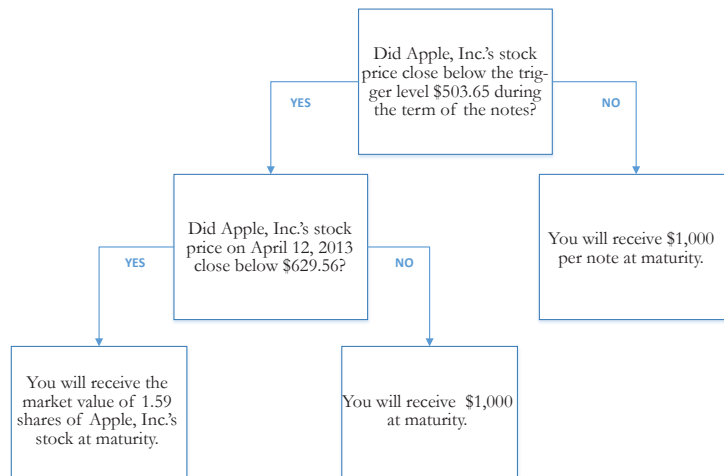 Did Apple, Inc.'s stock
price close below the trig-
ger level $503.65 during
the term of the notes?
YES
NO
Did Apple, Inc.'s stock
price on April 12, 2013
close below $629.56?
You will receive $1,000
per note at maturity.
YES
NO
You will receive the
market value of 1.59
shares of Apple, Inc.'s
stock at maturity.
You will receive $1,000
at maturity.